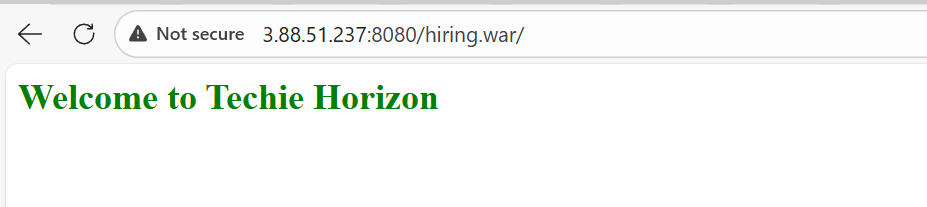 Not secure 3.88.51.237:8080/hiring.war/
Welcome to Techie Horizon